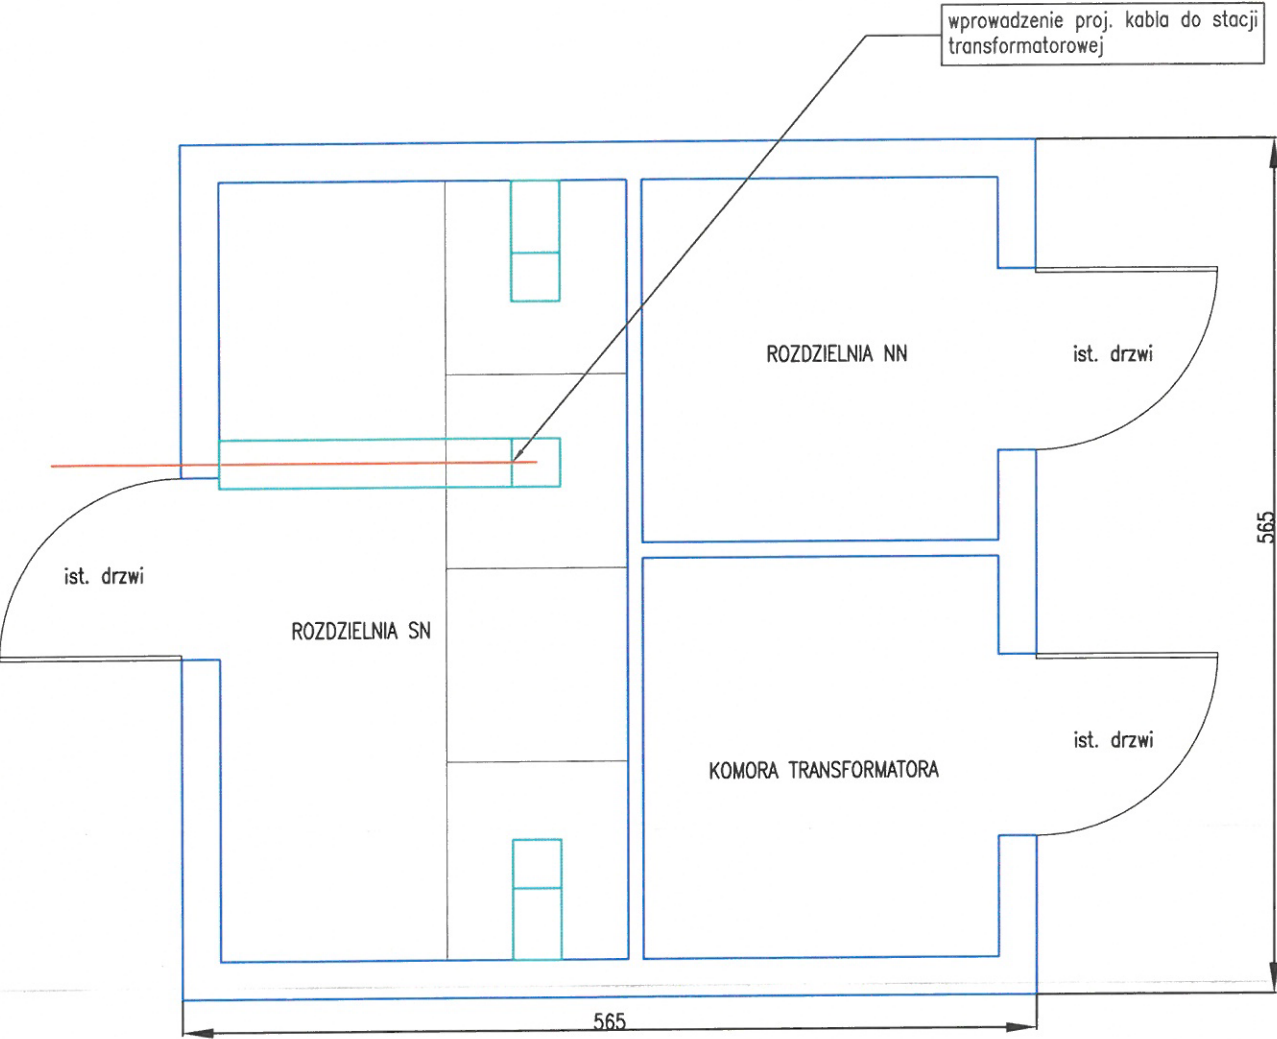 wprowadzenie proj. kabla do stacji
transformatorowej
ROZDZIELNIA NN
ist. drzwi
565
ist. drzwi
ROZDZIELNIA SN
ist. drzwi
KOMORA TRANSFORMATORA
565